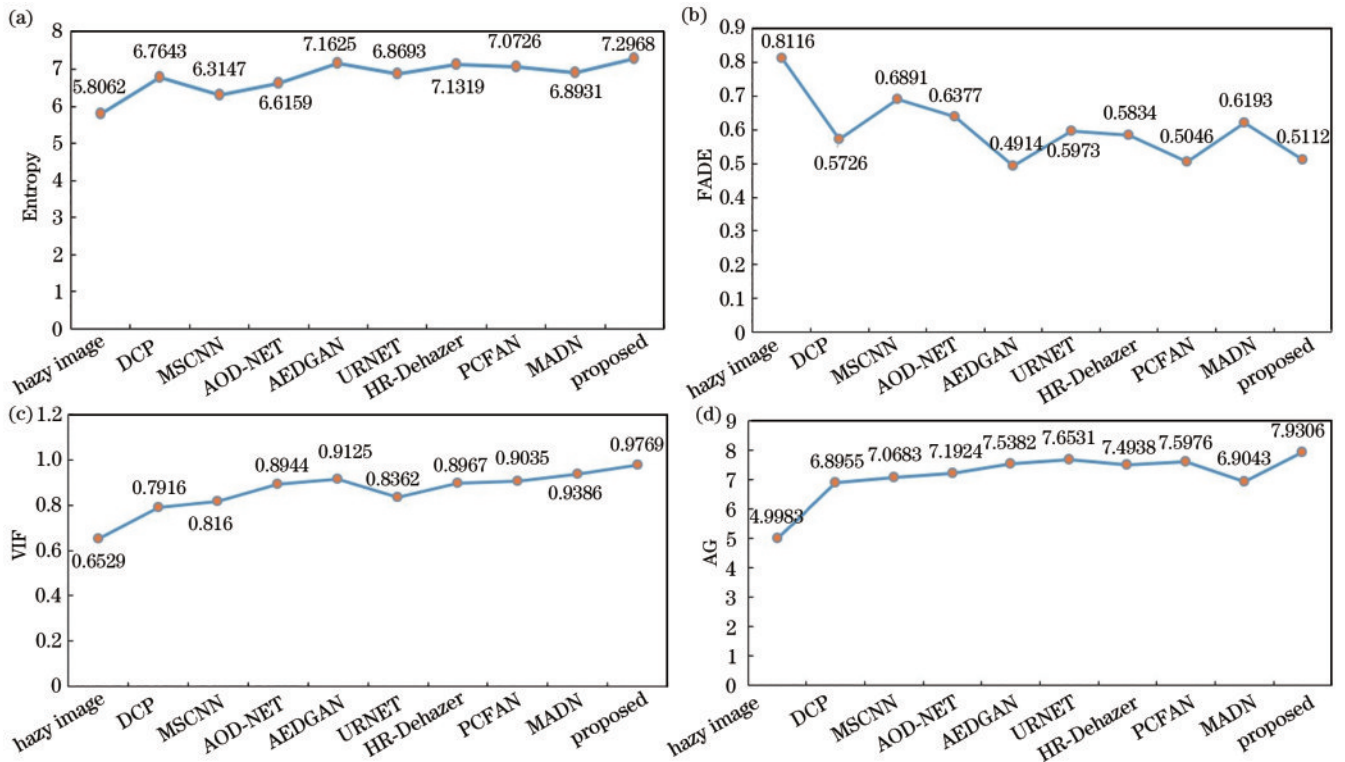 (a)
8
7
6
5
4
3
2
1
0
Entropy
5.8062
6.7643
6.3147
6.6159
7.1625
6.8693
7.1319
7.0726
6.8931
7.2968
hazy image
DCP
MSCNN
AOD-NET
AEDGAN
URNET
HR-Dehazer
PCFAN
MADN
proposed
(b)
0.9
0.8
0.7
0.6
0.5
0.4
0.3
0.2
0.1
0
FADE
0.8116
0.5726
0.6891
0.6377
0.4914
0.5973
0.5834
0.5046
0.6193
0.5112
hazy image
DCP
MSCNN
AOD-NET
AEDGAN
URNET
HR-Dehazer
PCFAN
MADN
proposed
(c)
1.2
1.0
0.8
0.6
0.4
0.2
0
VIF
0.6529
0.7916
0.816
0.8944
0.9125
0.8362
0.8967
0.9035
0.9386
0.9769
hazy image
DCP
MSCNN
AOD-NET
AEDGAN
URNET
HR-Dehazer
PCFAN
MADN
proposed
(d)
9
8
7
6
5
4
3
2
1
0
AG
4.9983
6.8955
7.0683
7.1924
7.5382
7.6531
7.4938
7.5976
6.9043
7.9306
hazy image
DCP
MSCNN
AOD-NET
AEDGAN
URNET
HR-Dehazer
PCFAN
MADN
proposed